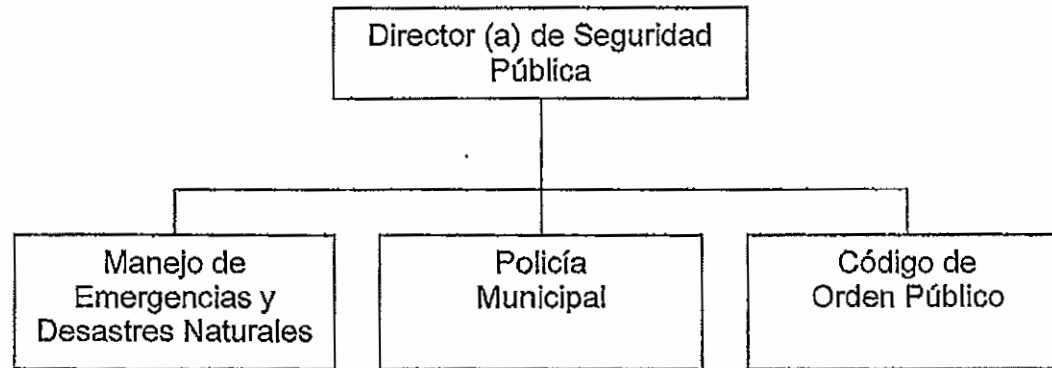 Director (a) de Seguridad
Pública
Manejo de
Emergencias y
Desastres Naturales
Policía
Municipal
Código de
Orden Público